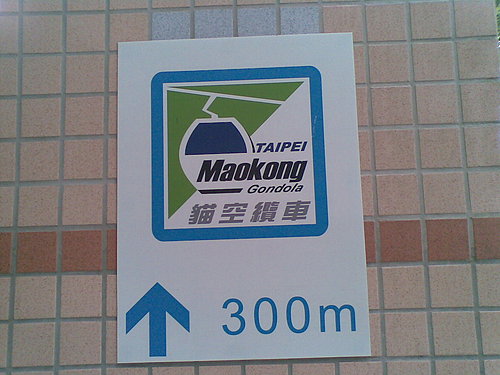 TAIPEI
Maokong
Gondola
貓空纜車
300m